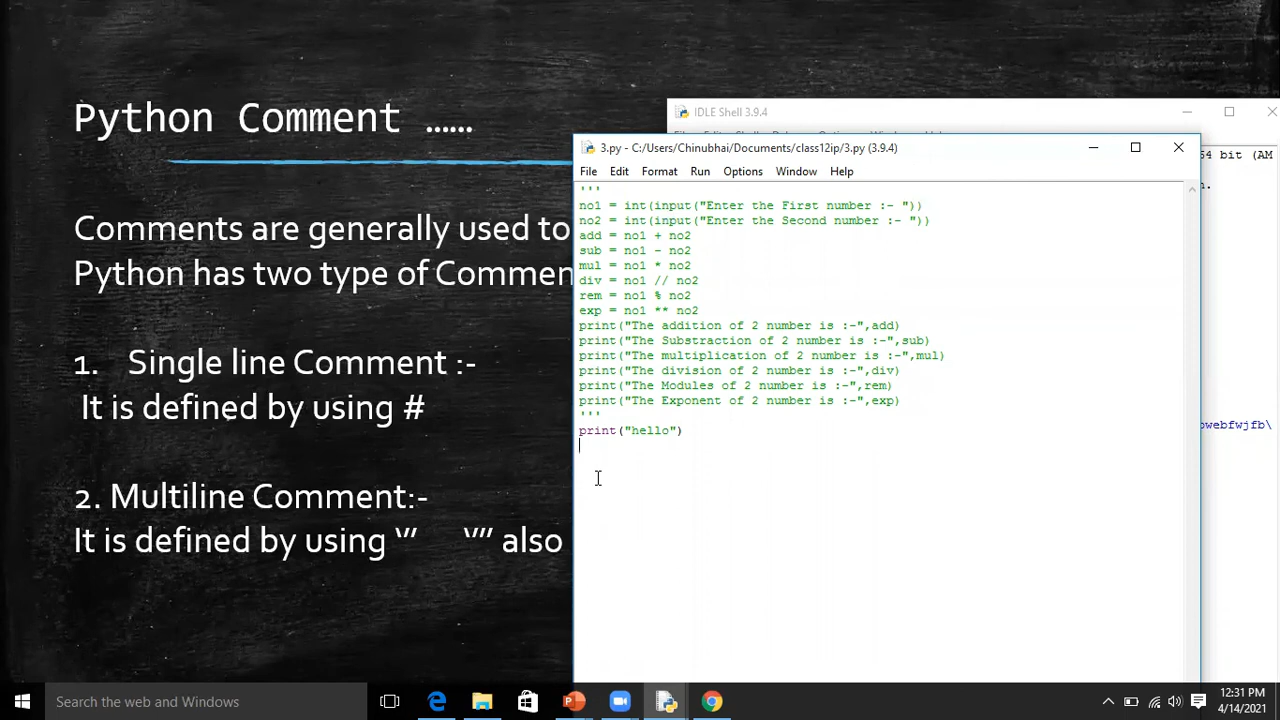 Python Comment ......
Comments are generally used to
Python has two type of Commen
1. Single line Comment :-
It is defined by using #
2. Multiline Comment:-
It is defined by using ‘’’ ‘’’’ also
IDLE Shell 3.9.4
3.py - C:/Users/Chinubhai/Documents/class12ip/3.py (3.9.4)
File Edit Format Run Options Window Help
'''
no1 = int(input("Enter the First number :- "))
no2 = int(input("Enter the Second number :- "))
add = no1 + no2
sub = no1 - no2
mul = no1 * no2
div = no1 // no2
rem = no1 % no2
exp = no1 ** no2
print("The addition of 2 number is :-",add)
print("The Substraction of 2 number is :-",sub)
print("The multiplication of 2 number is :-",mul)
print("The division of 2 number is :-",div)
print("The Modules of 2 number is :-",rem)
print("The Exponent of 2 number is :-",exp)
'''
print("hello")
64 bit (AM
n.
owebfwjfb\
Search the web and Windows
12:31 PM
4/14/2021